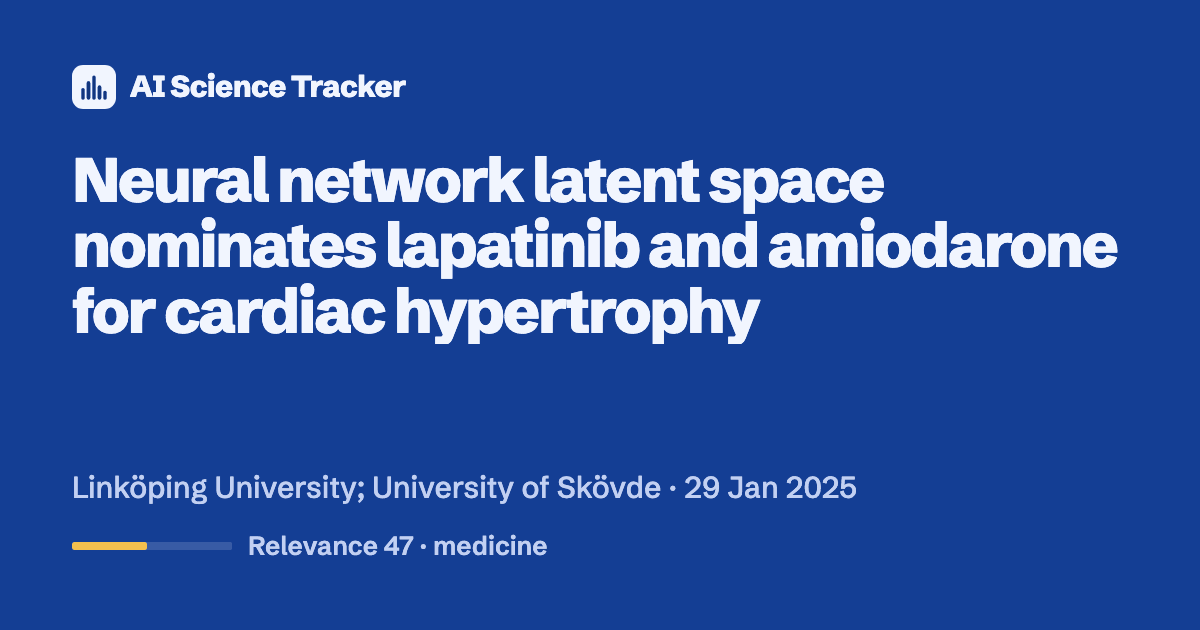 AI Science Tracker
Neural network latent space
nominates lapatinib and amiodarone
for cardiac hypertrophy
Linköping University; University of Skövde · 29 Jan 2025
Relevance 47 · medicine